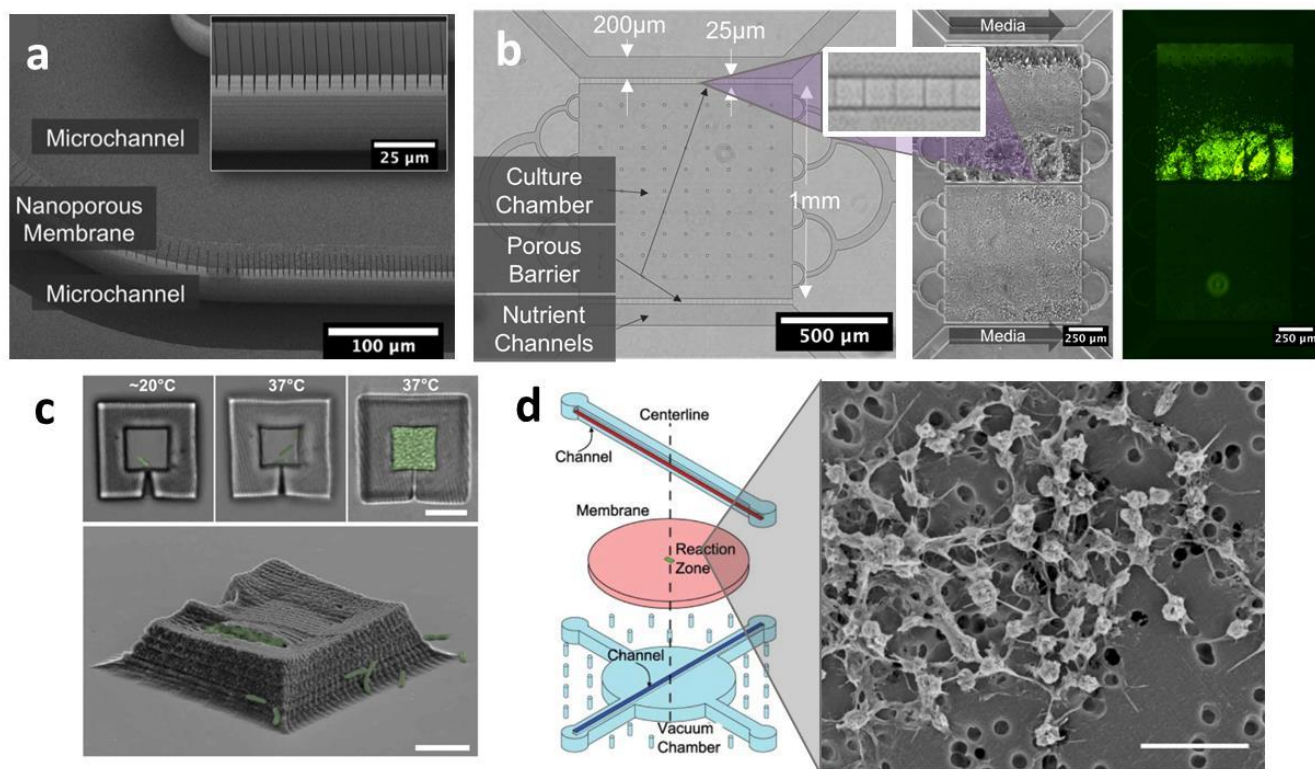 a
Microchannel
Nanoporous
Membrane
Microchannel
25 µm
100 µm
b
200µm
25µm
Culture
Chamber
1mm
Porous
Barrier
Nutrient
Channels
500 µm
Media
Media
250 µm
250 µm
c
~20°C
37°C
37°C
d
Centerline
Channel
Membrane
Reaction
Zone
Channel
Vacuum
Chamber